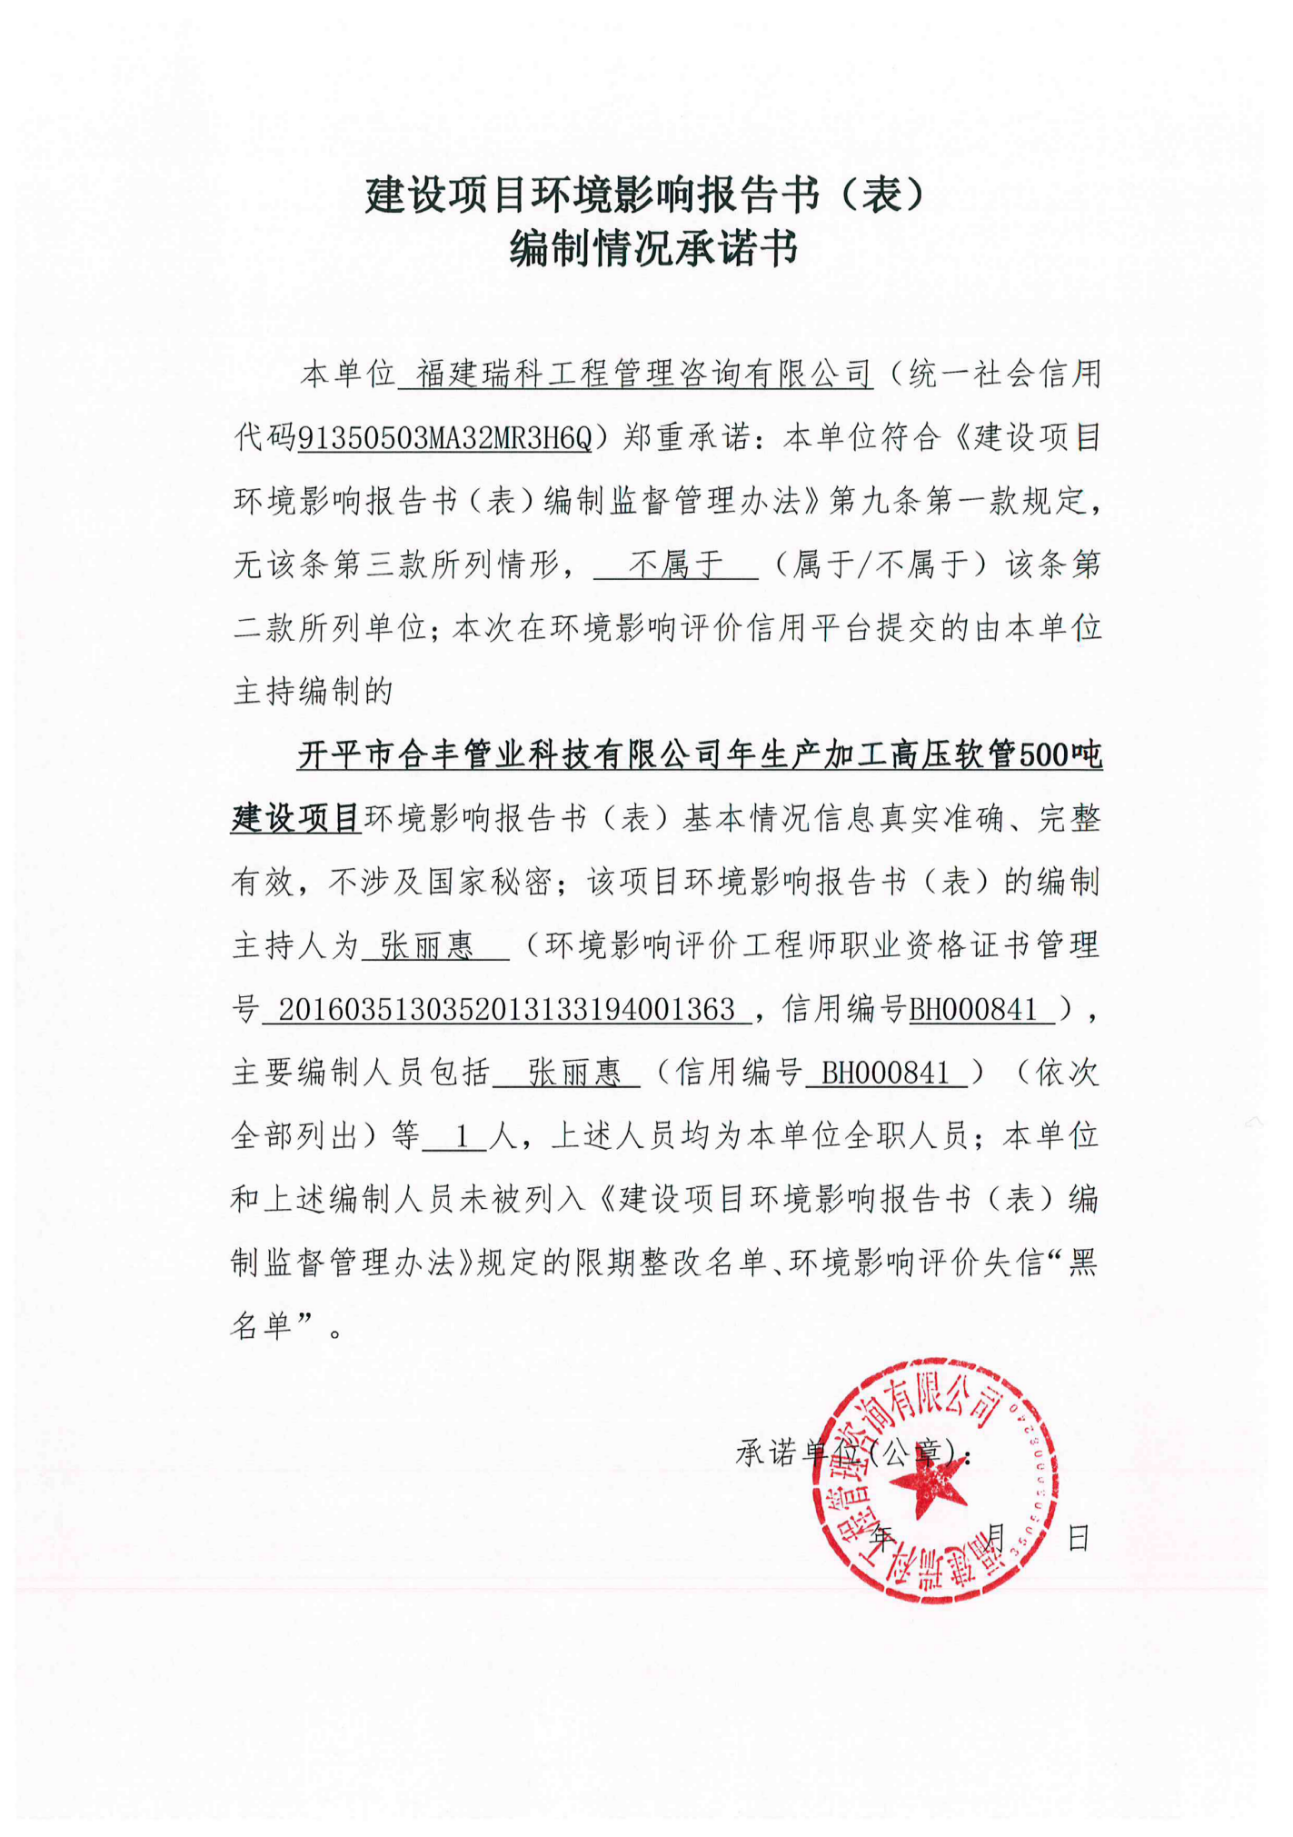 建设项目环境影响报告书（表）
编制情况承诺书
本单位 福建瑞科工程管理咨询有限公司（统一社会信用
代码91350503MA32MR3H6Q）郑重承诺：本单位符合《建设项目
环境影响报告书（表）编制监督管理办法》第九条第一款规定，
无该条第三款所列情形， 不属于 （属于/不属于）该条第
二款所列单位；本次在环境影响评价信用平台提交的由本单位
主持编制的
开平市合丰管业科技有限公司年生产加工高压软管500吨
建设项目环境影响报告书（表）基本情况信息真实准确、完整
有效，不涉及国家秘密；该项目环境影响报告书（表）的编制
主持人为 张丽惠 （环境影响评价工程师职业资格证书管理
号 2016035130352013133194001363 ，信用编号BH000841 ），
主要编制人员包括 张丽惠 （信用编号 BH000841 ）（依次
全部列出）等 1 人，上述人员均为本单位全职人员；本单位
和上述编制人员未被列入《建设项目环境影响报告书（表）编
制监督管理办法》规定的限期整改名单、环境影响评价失信“黑
名单”。
承诺单位(公章)：
年 月 日
福建瑞科工程管理咨询有限公司